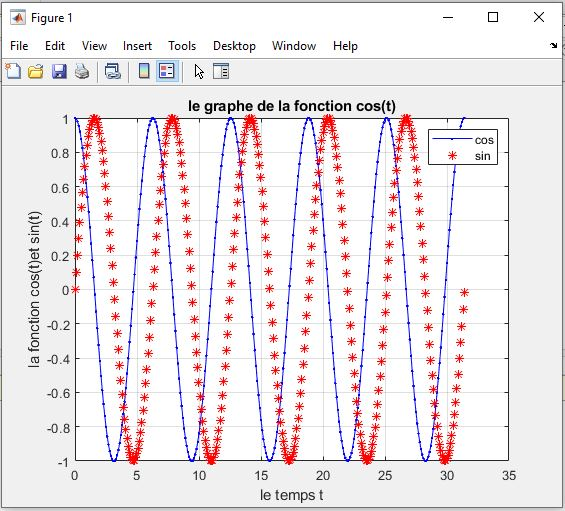 Figure 1
File Edit View Insert Tools Desktop Window Help
le graphe de la fonction cos(t)
cos
sin
la fonction cos(t)et sin(t)
1
0.8
0.6
0.4
0.2
0
-0.2
-0.4
-0.6
-0.8
-1
0 5 10 15 20 25 30 35
le temps t